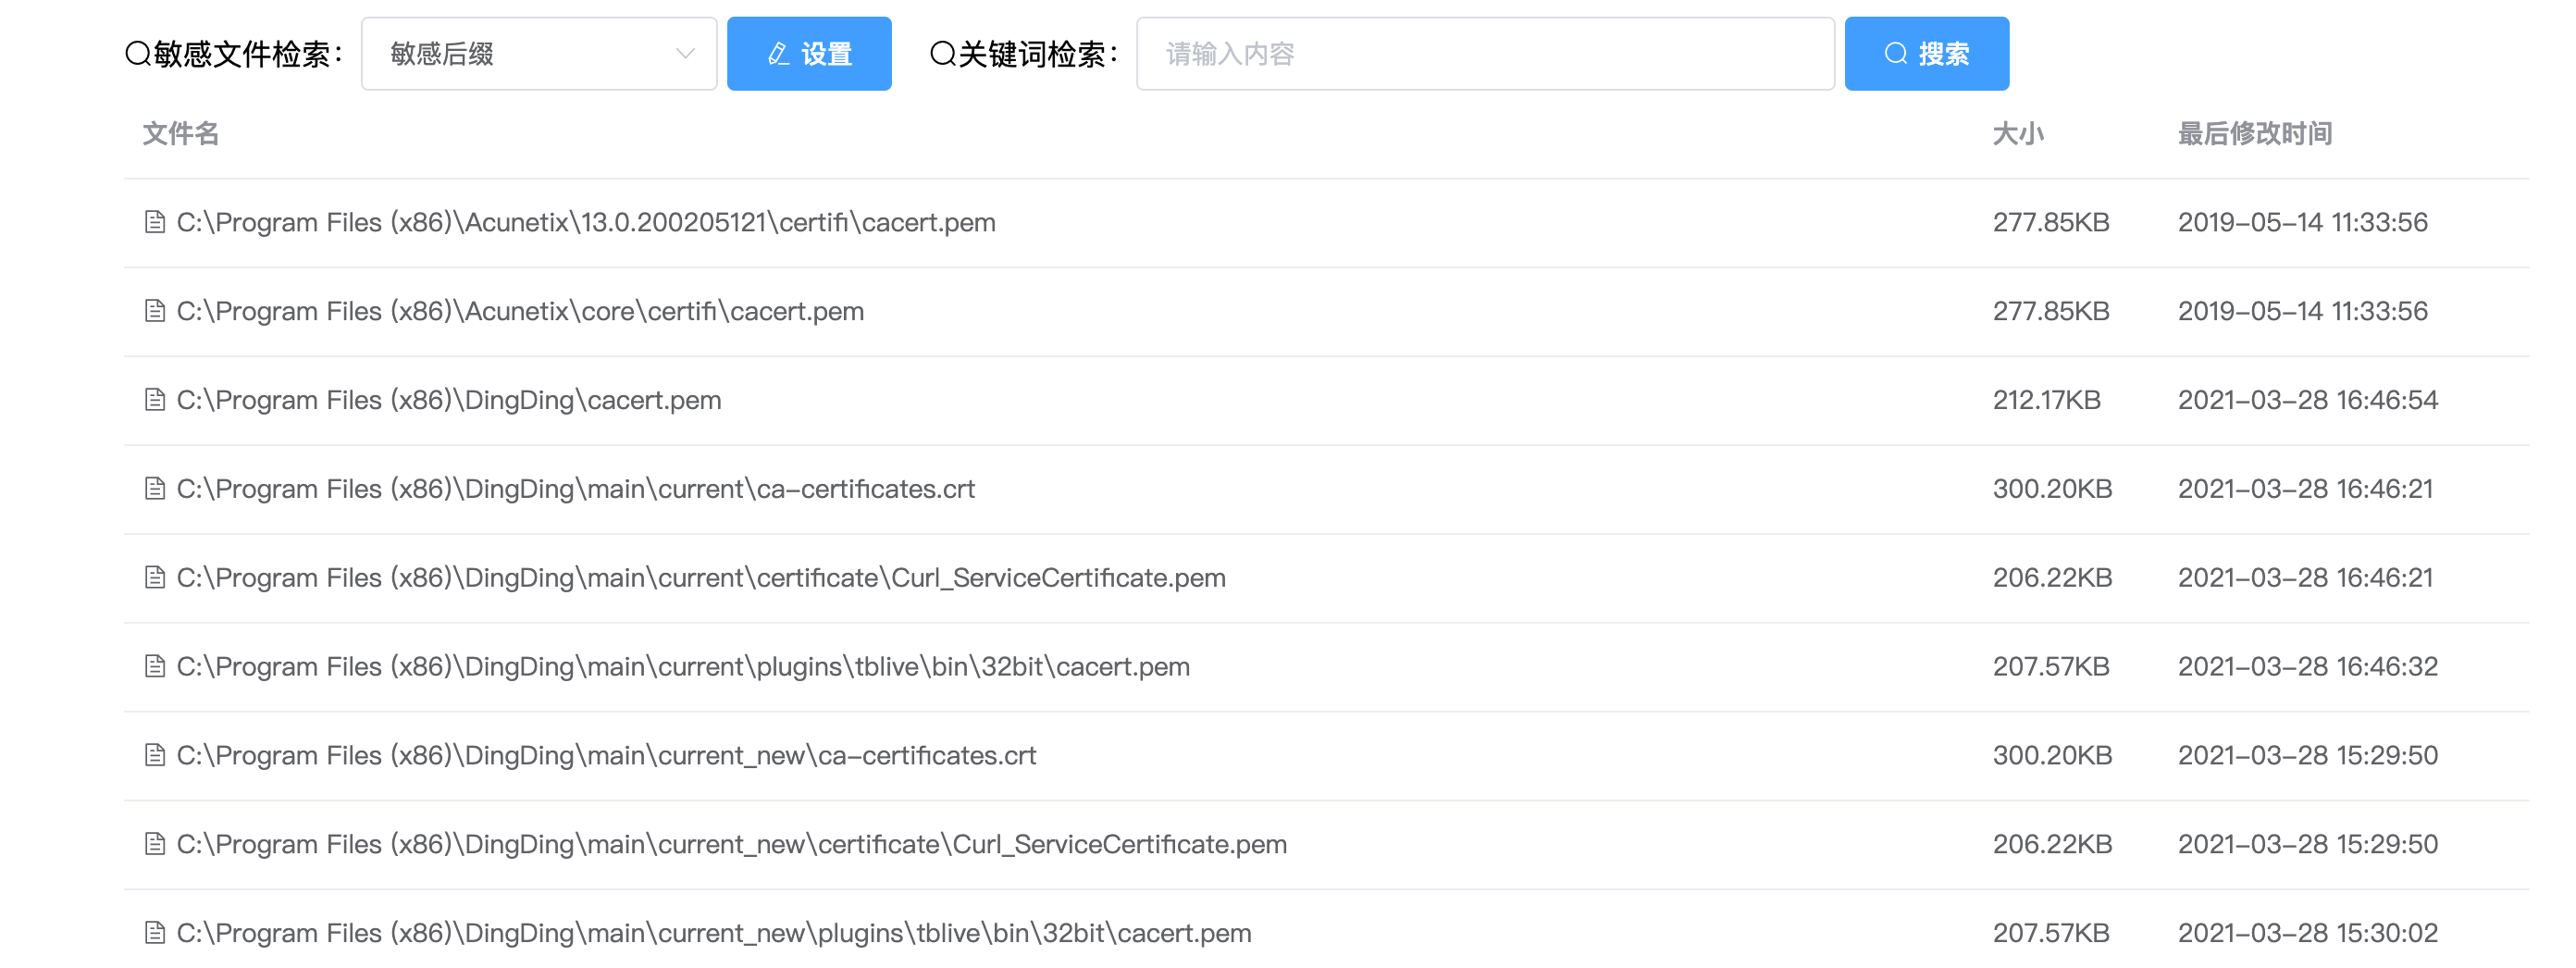 敏感文件检索： 敏感后缀 设置 关键词检索： 请输入内容 搜索
文件名 大小 最后修改时间
C:\Program Files (x86)\Acunetix\13.0.200205121\certifi\cacert.pem 277.85KB 2019-05-14 11:33:56
C:\Program Files (x86)\Acunetix\core\certifi\cacert.pem 277.85KB 2019-05-14 11:33:56
C:\Program Files (x86)\DingDing\cacert.pem 212.17KB 2021-03-28 16:46:54
C:\Program Files (x86)\DingDing\main\current\ca-certificates.crt 300.20KB 2021-03-28 16:46:21
C:\Program Files (x86)\DingDing\main\current\certificate\Curl_ServiceCertificate.pem 206.22KB 2021-03-28 16:46:21
C:\Program Files (x86)\DingDing\main\current\plugins\tblive\bin\32bit\cacert.pem 207.57KB 2021-03-28 16:46:32
C:\Program Files (x86)\DingDing\main\current_new\ca-certificates.crt 300.20KB 2021-03-28 15:29:50
C:\Program Files (x86)\DingDing\main\current_new\certificate\Curl_ServiceCertificate.pem 206.22KB 2021-03-28 15:29:50
C:\Program Files (x86)\DingDing\main\current_new\plugins\tblive\bin\32bit\cacert.pem 207.57KB 2021-03-28 15:30:02